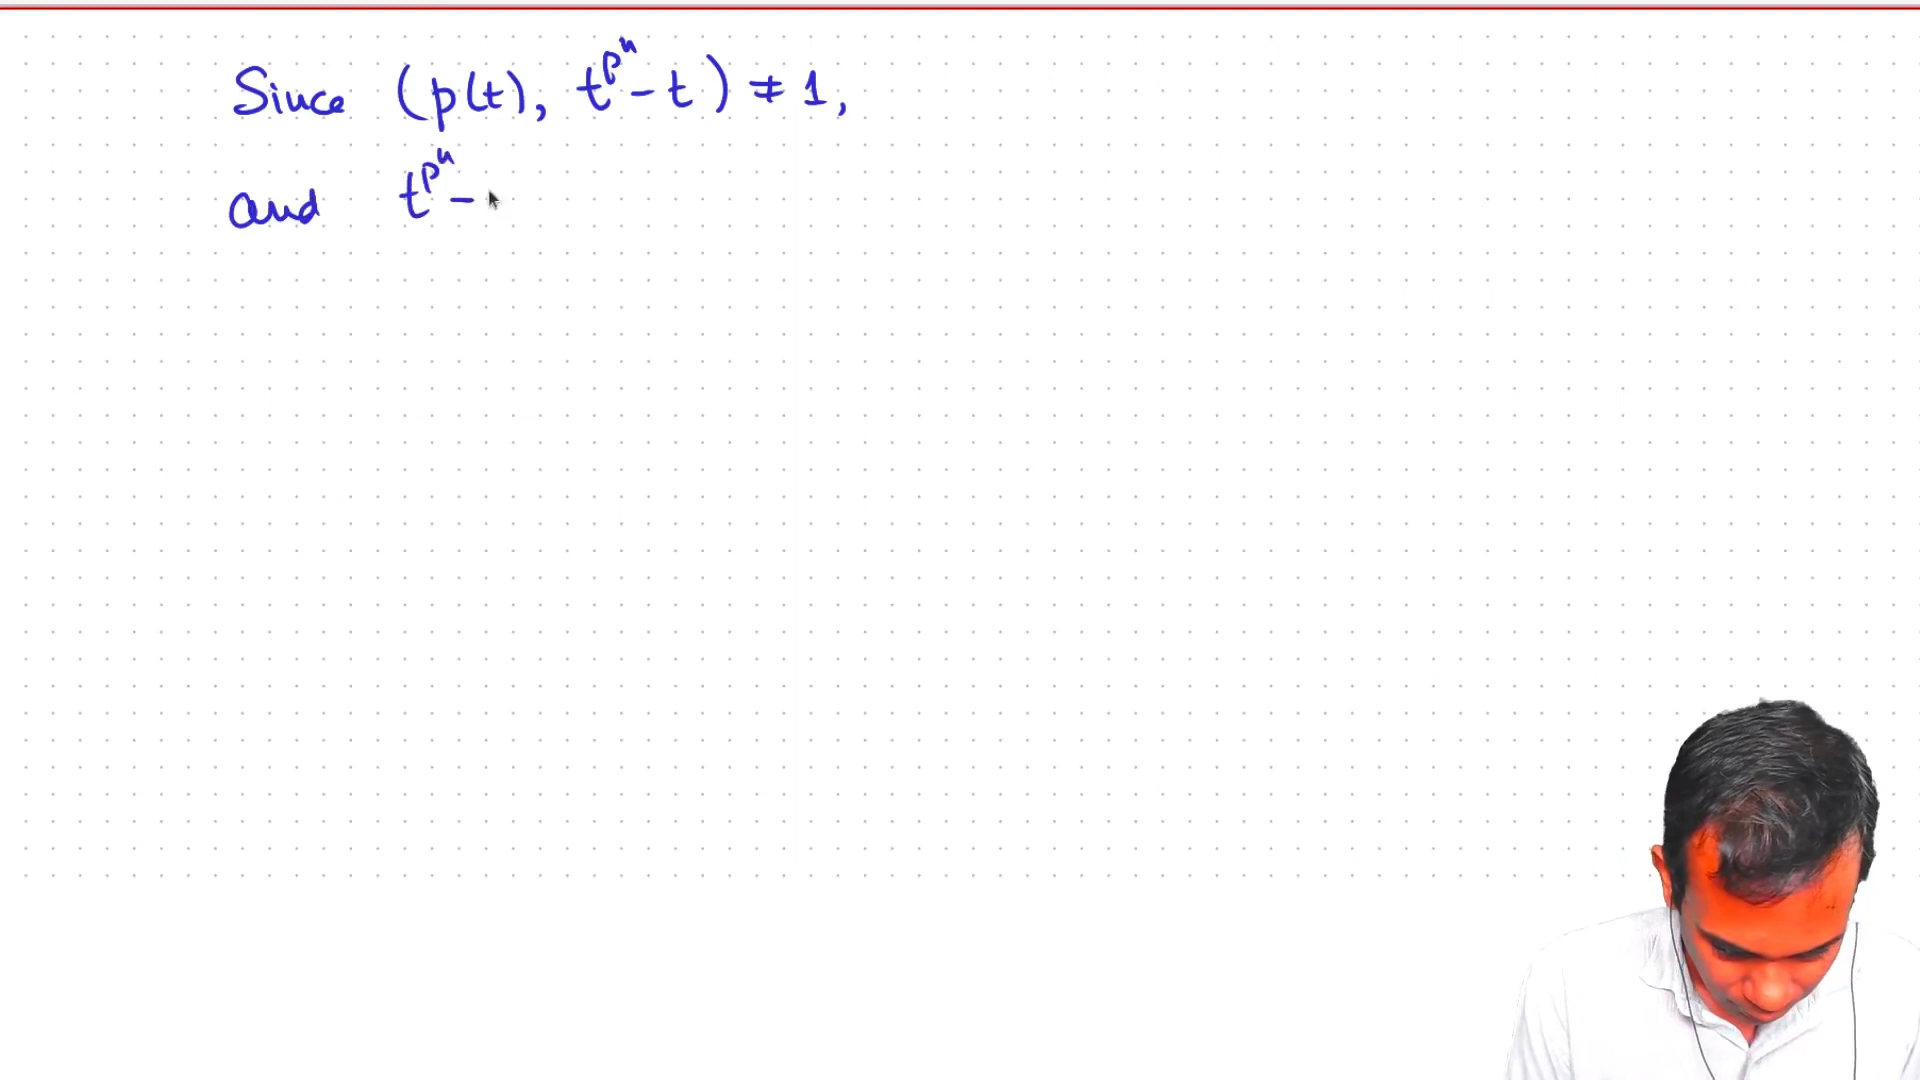 Since (p(t), t^{p^n} - t) ≠ 1,
and t^{p^n} -